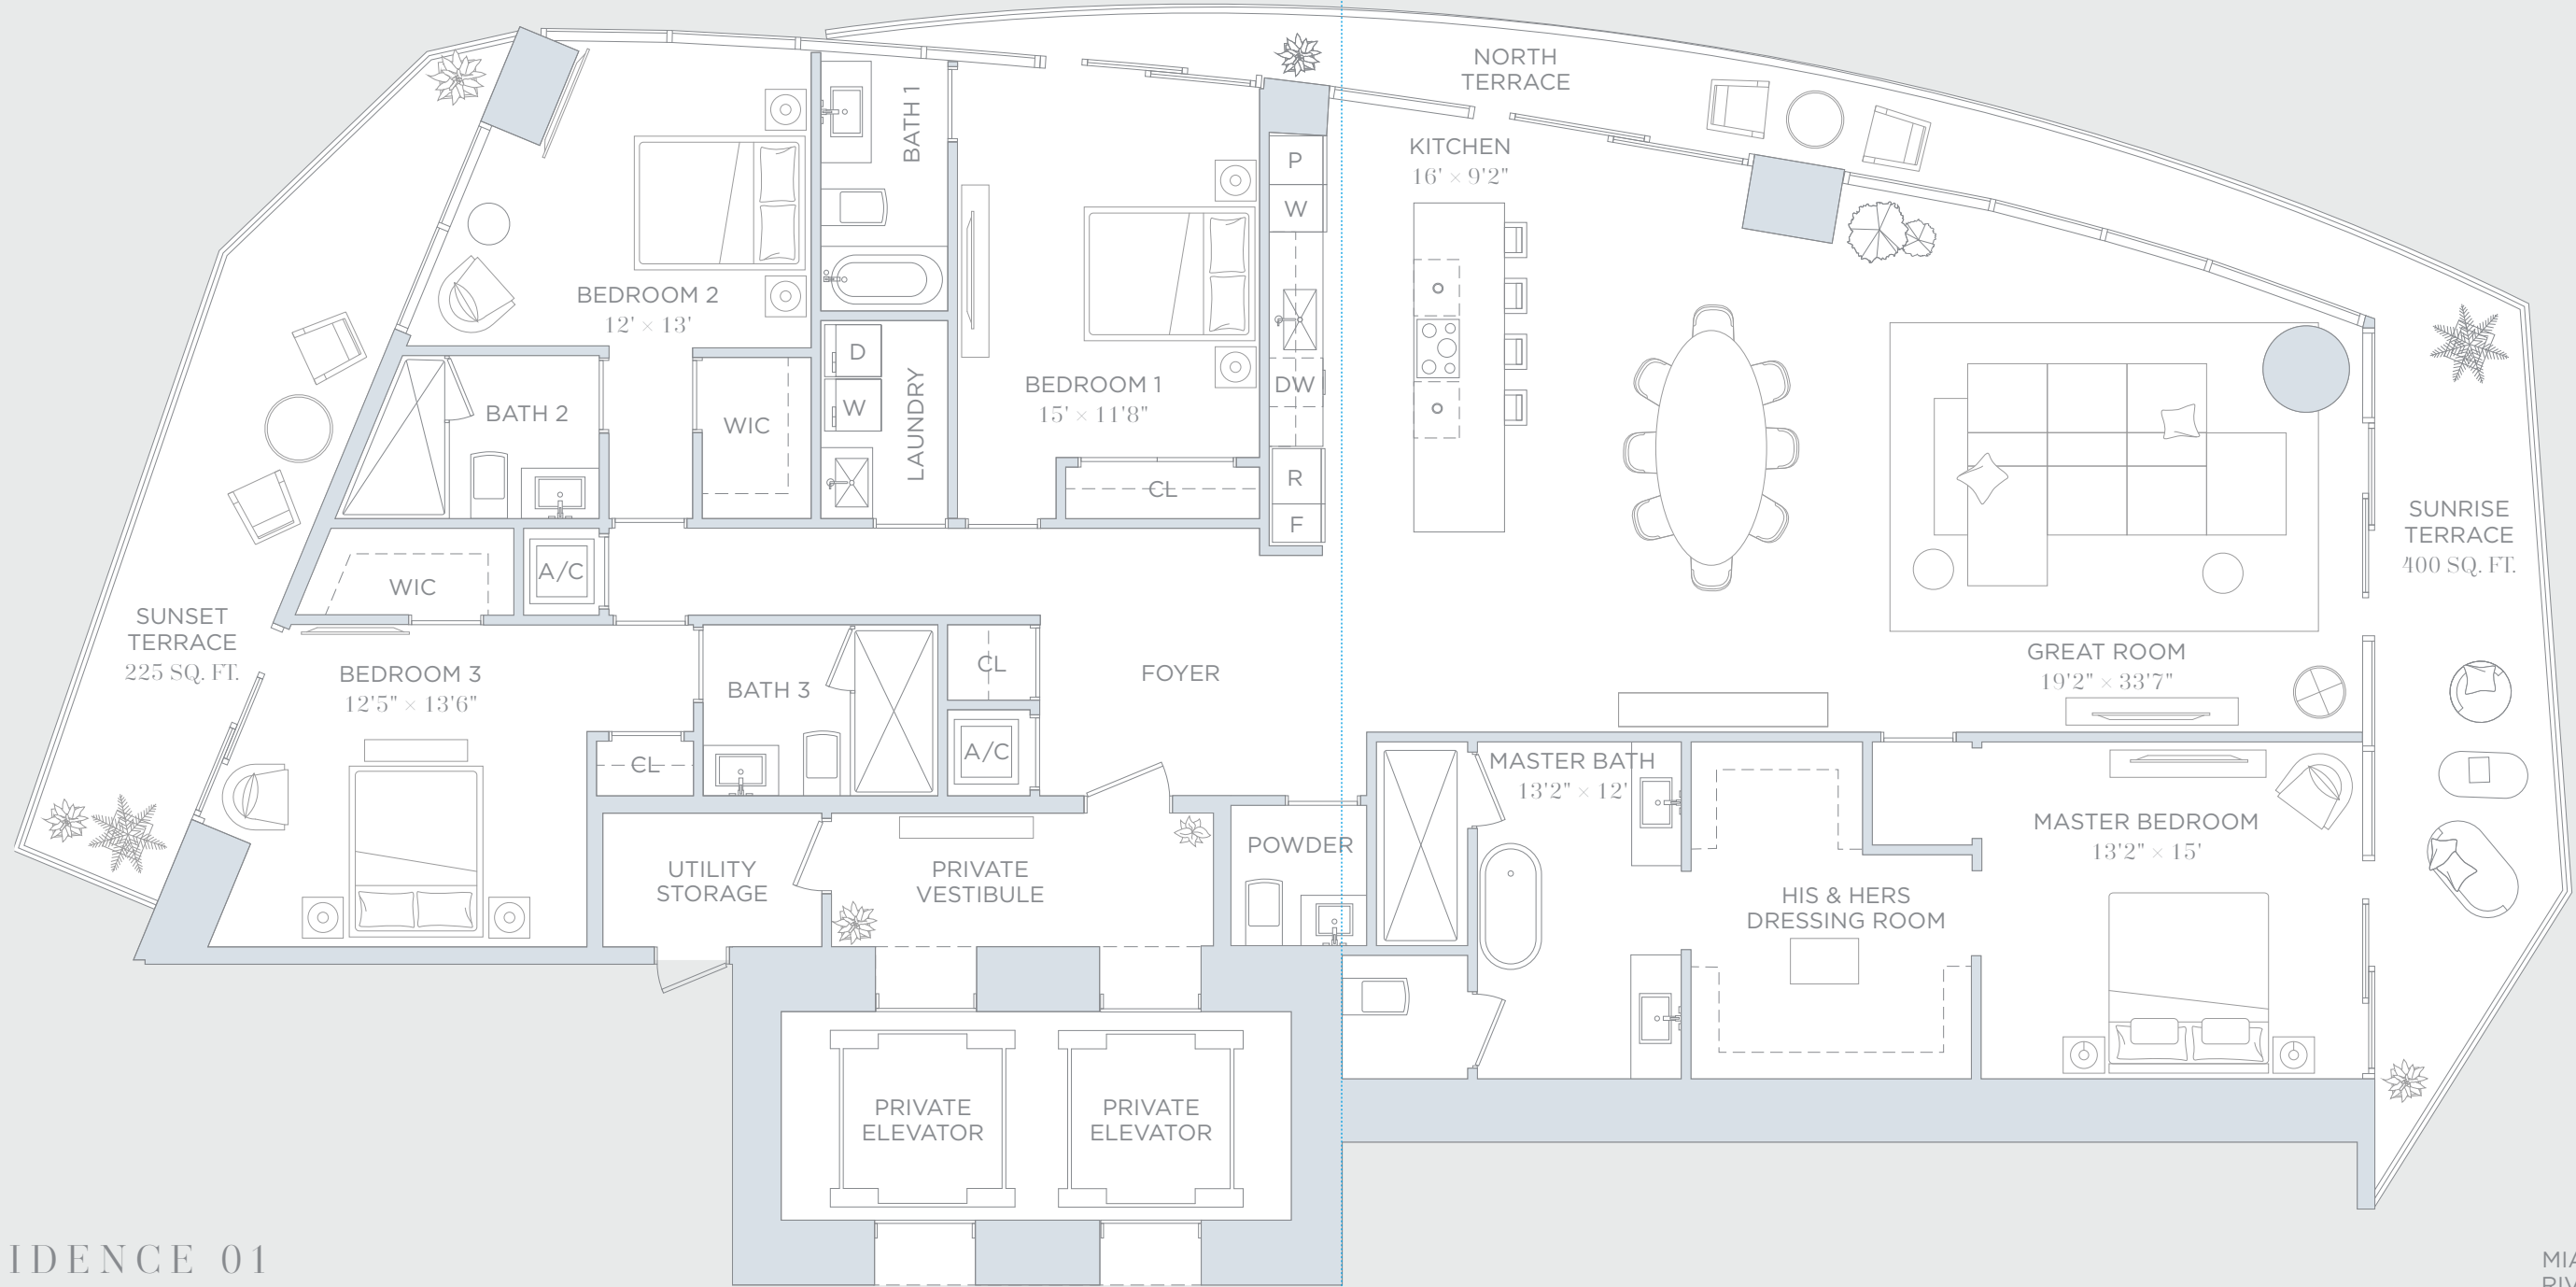 NORTH
TERRACE
KITCHEN
16' × 9'2"
P
W
BATH 1
BEDROOM 2
12' × 13'
D
W
LAUNDRY
BEDROOM 1
15' × 11'8"
DW
BATH 2
WIC
R
F
CL
A/C
WIC
SUNRISE
TERRACE
400 SQ. FT.
SUNSET
TERRACE
225 SQ. FT.
BEDROOM 3
12'5" × 13'6"
BATH 3
CL
FOYER
GREAT ROOM
19'2" × 33'7"
CL
A/C
MASTER BATH
13'2" × 12'
MASTER BEDROOM
13'2" × 15'
POWDER
UTILITY
STORAGE
PRIVATE
VESTIBULE
HIS & HERS
DRESSING ROOM
PRIVATE
ELEVATOR
PRIVATE
ELEVATOR
IDENCE 01
MIA
RIV